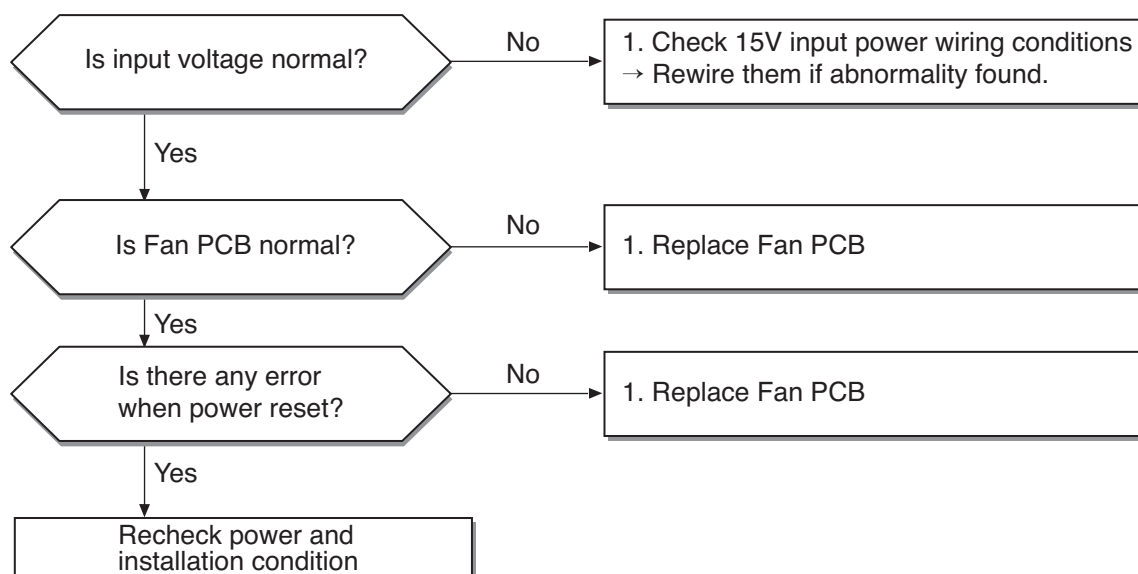 Is input voltage normal?
No
1. Check 15V input power wiring conditions
→ Rewire them if abnormality found.
Yes
Is Fan PCB normal?
No
1. Replace Fan PCB
Yes
Is there any error
when power reset?
No
1. Replace Fan PCB
Yes
Recheck power and
installation condition